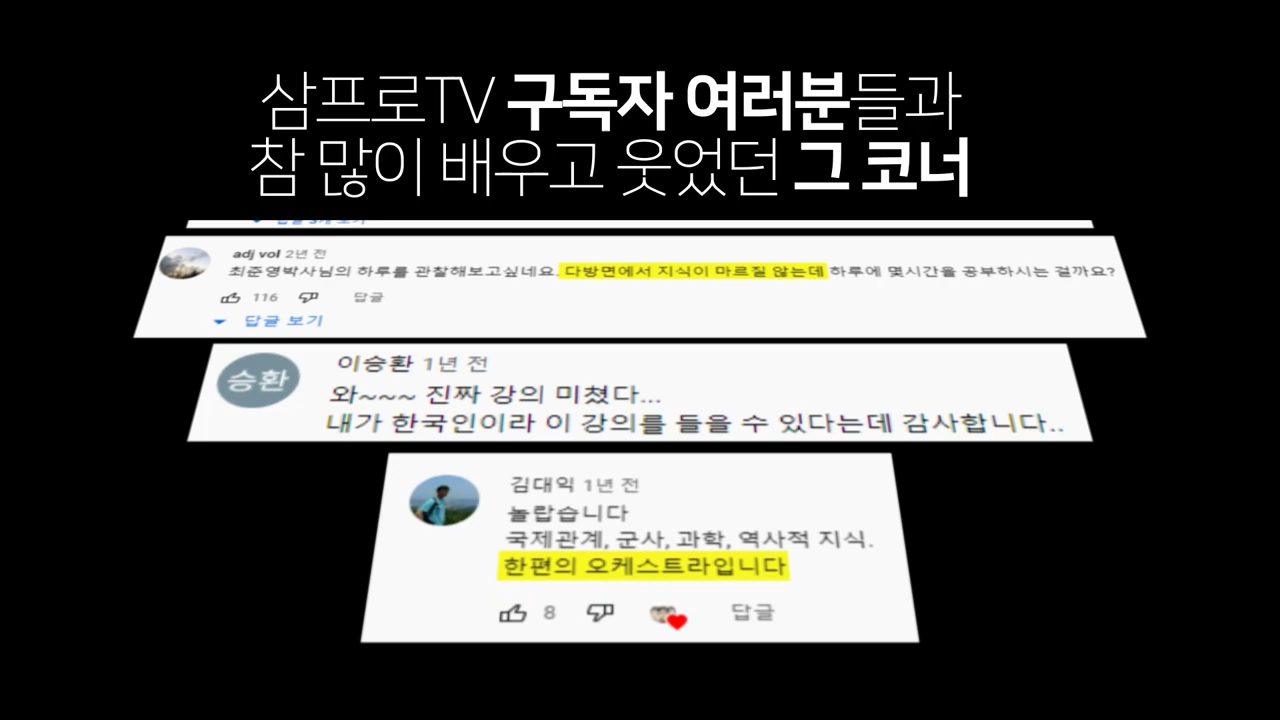 삼프로TV 구독자 여러분들과
참 많이 배우고 웃었던 그 코너
답글 3개 보기
adj vol 2년 전
최준영박사님의 하루를 관찰해보고싶네요. 다방면에서 지식이 마르질 않는데 하루에 몇시간을 공부하시는 걸까요?
116 답글
답글 보기
승환
이승환 1년 전
와~~~ 진짜 강의 미쳤다...
내가 한국인이라 이 강의를 들을 수 있다는데 감사합니다..
김대익 1년 전
놀랍습니다
국제관계, 군사, 과학, 역사적 지식.
한편의 오케스트라입니다
8 답글